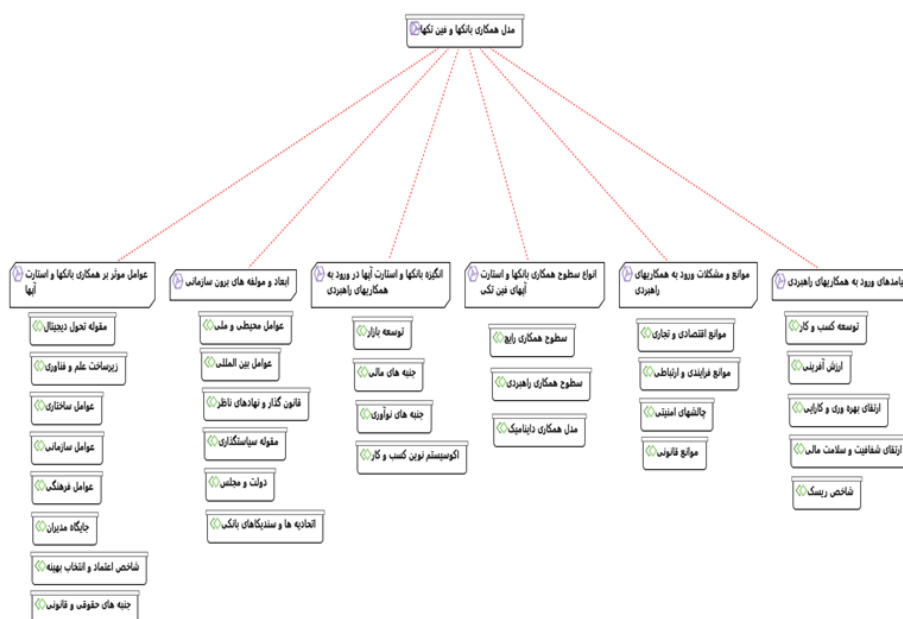 مدل همکاری بانکها و فین تکها
عوامل موثر بر همکاری بانکها و استارت
آپها
مقوله تحول دیجیتال
زیرساخت علم و فناوری
عوامل ساختاری
عوامل سازمانی
عوامل فرهنگی
جایگاه مدیران
شاخص اعتماد و انتخاب بهینه
جنبه های حقوقی و قانونی
ابعاد و مولفه های برون سازمانی
عوامل محیطی و ملی
عوامل بین المللی
قانون گذار و نهادهای ناظر
مقوله سیاستگذاری
دولت و مجلس
اتحادیه ها و سندیکاهای بانکی
انگیزه بانکها و استارت آپها در ورود به
همکاریهای راهبردی
توسعه بازار
جنبه های مالی
جنبه های نوآوری
اکوسیستم نوین کسب و کار
انواع سطوح همکاری بانکها و استارت
آپهای فین تکی
سطوح همکاری رایج
سطوح همکاری راهبردی
مدل همکاری داینامیک
موانع و مشکلات ورود به همکاریهای
راهبردی
موانع اقتصادی و تجاری
موانع فرایندی و ارتباطی
چالشهای امنیتی
موانع قانونی
یامدهای ورود به همکاریهای راهبردی
توسعه کسب و کار
ارزش آفرینی
ارتقای بهره وری و کارایی
ارتقای شفافیت و سلامت مالی
شاخص ریسک